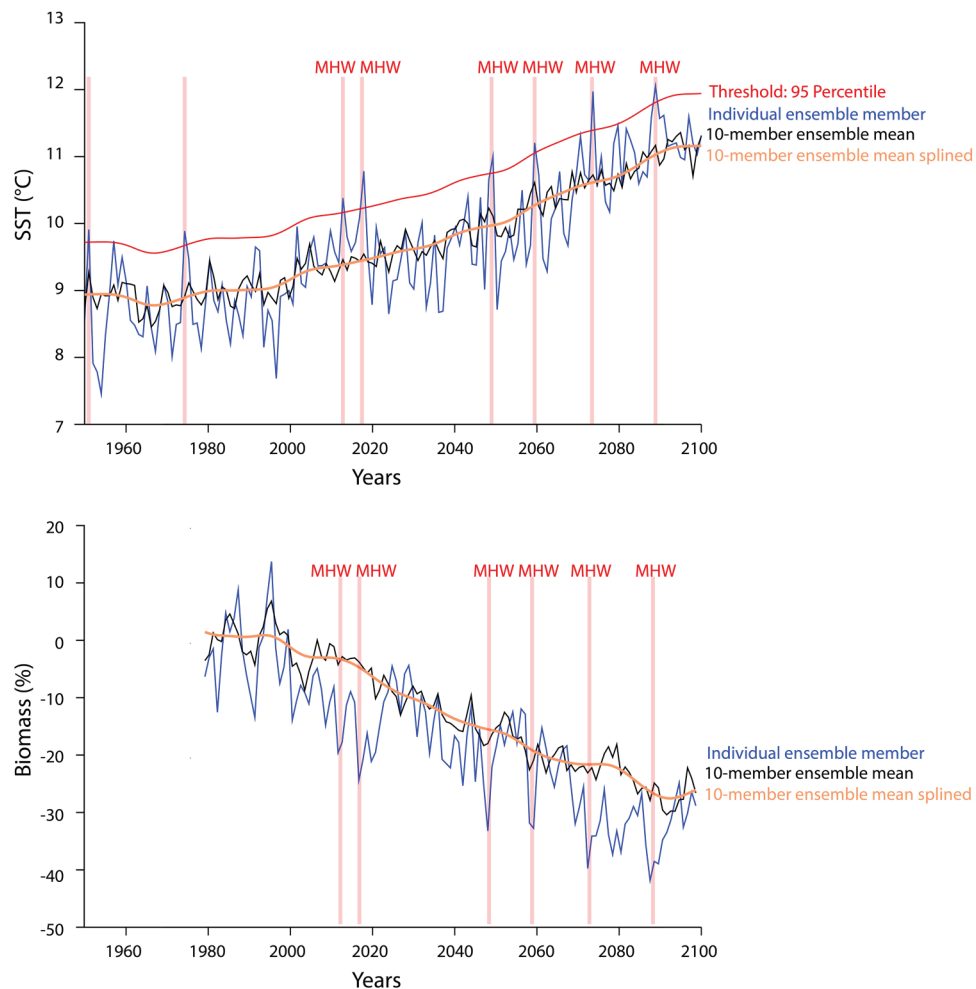 13
12
11
10
9
8
7
SST (°C)
MHW MHW MHW MHW MHW MHW
Threshold: 95 Percentile
Individual ensemble member
10-member ensemble mean
10-member ensemble mean splined
1960 1980 2000 2020 2040 2060 2080 2100
Years
20
10
0
-10
-20
-30
-40
-50
Biomass (%)
MHW MHW MHW MHW MHW MHW
Individual ensemble member
10-member ensemble mean
10-member ensemble mean splined
1960 1980 2000 2020 2040 2060 2080 2100
Years